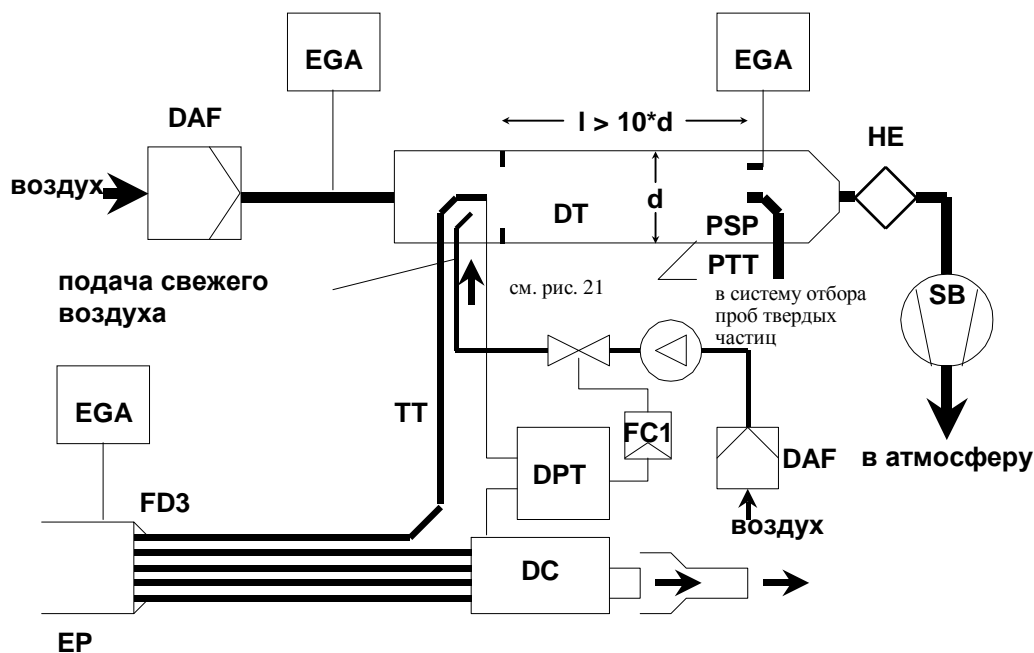 EGA
EGA
DAF
l > 10*d
HE
воздух
d
DT
PSP
PTT
подача свежего
воздуха
см. рис. 21
в систему отбора
проб твердых
частиц
SB
EGA
TT
FC1
DAF
в атмосферу
DPT
FD3
воздух
DC
EP